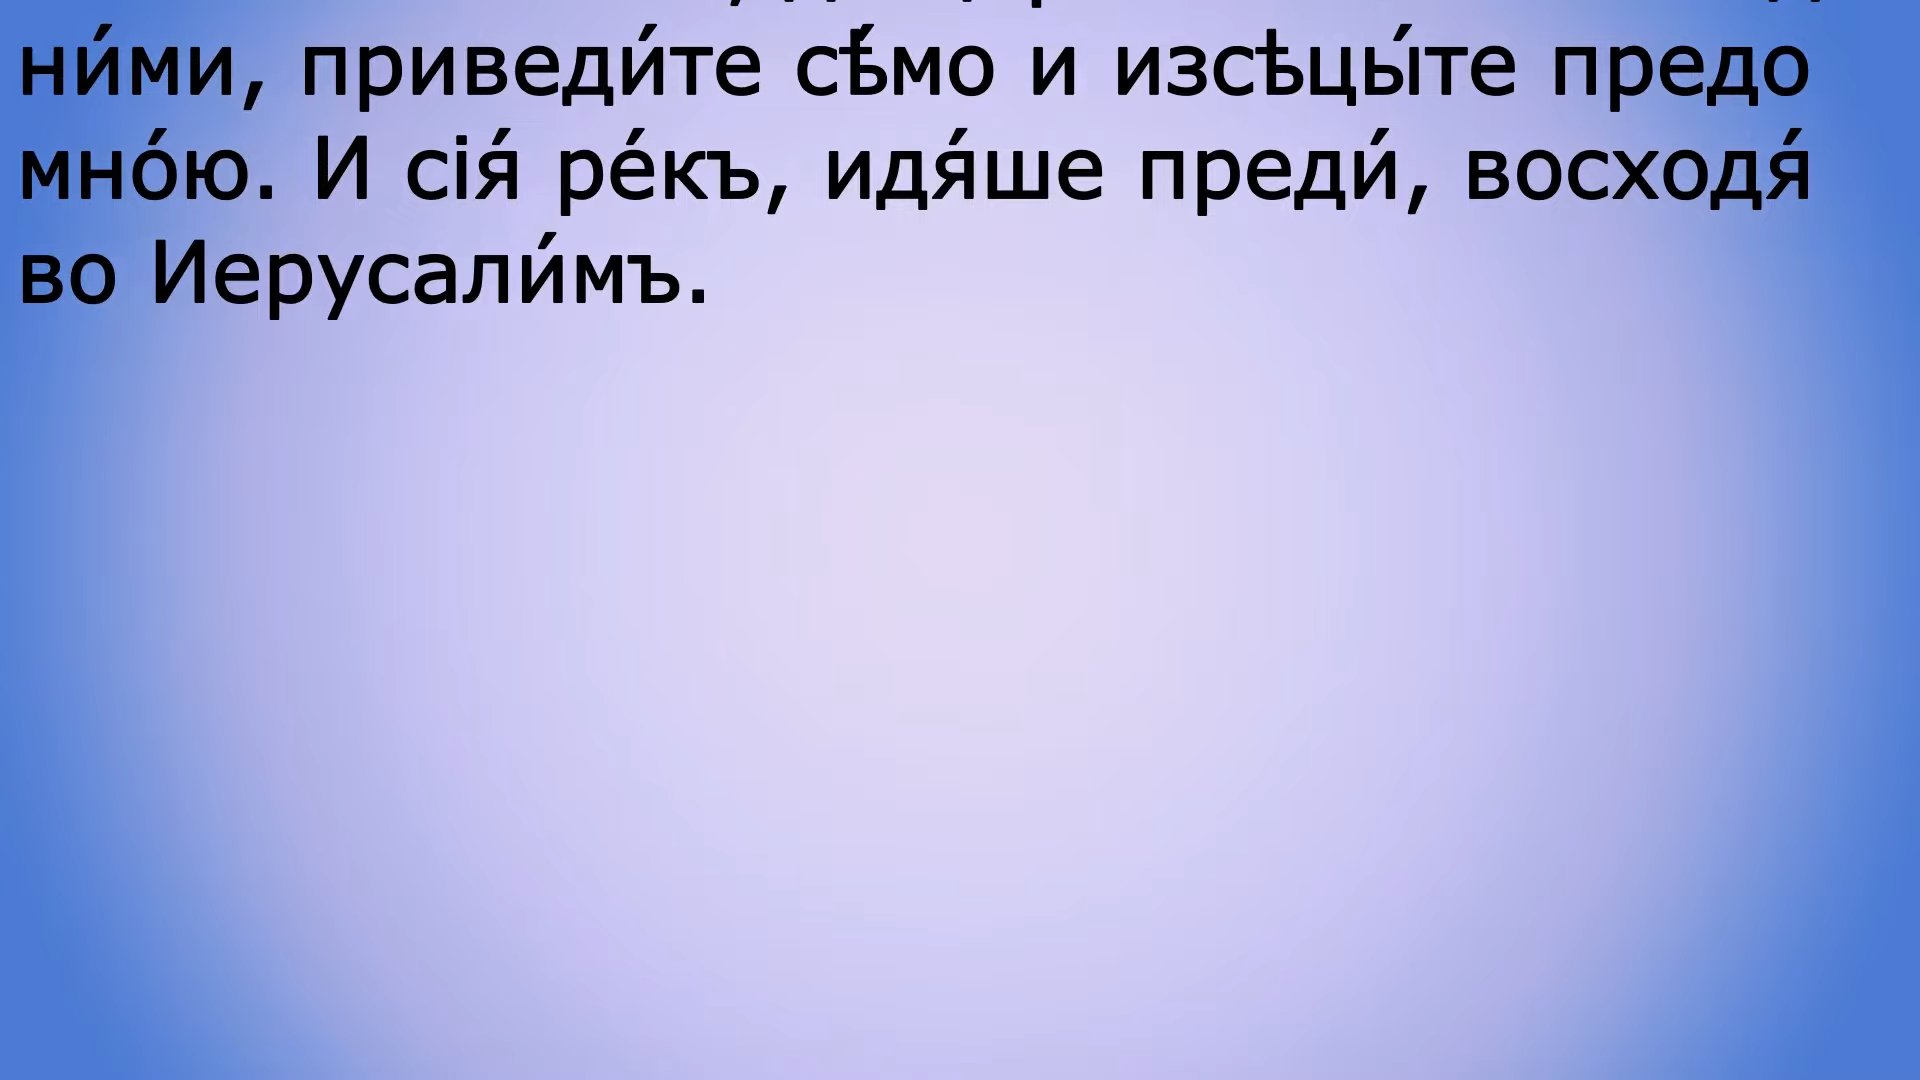 ни́ми, приведи́те сѣ́мо и изсѣцы́те предо
мно́ю. И сія́ ре́къ, идя́ше преди́, восходя́
во Иерусали́мъ.